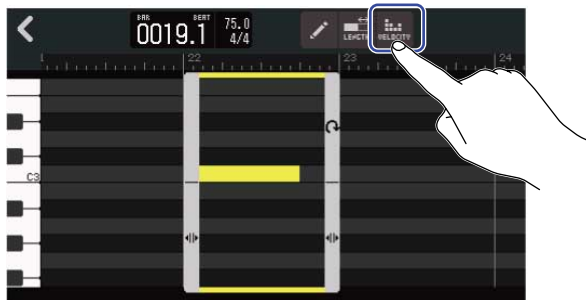 BAR BEAT
0019.1
75.0
4/4
LENGTH
VELOCITY
1 22 23 24
C3